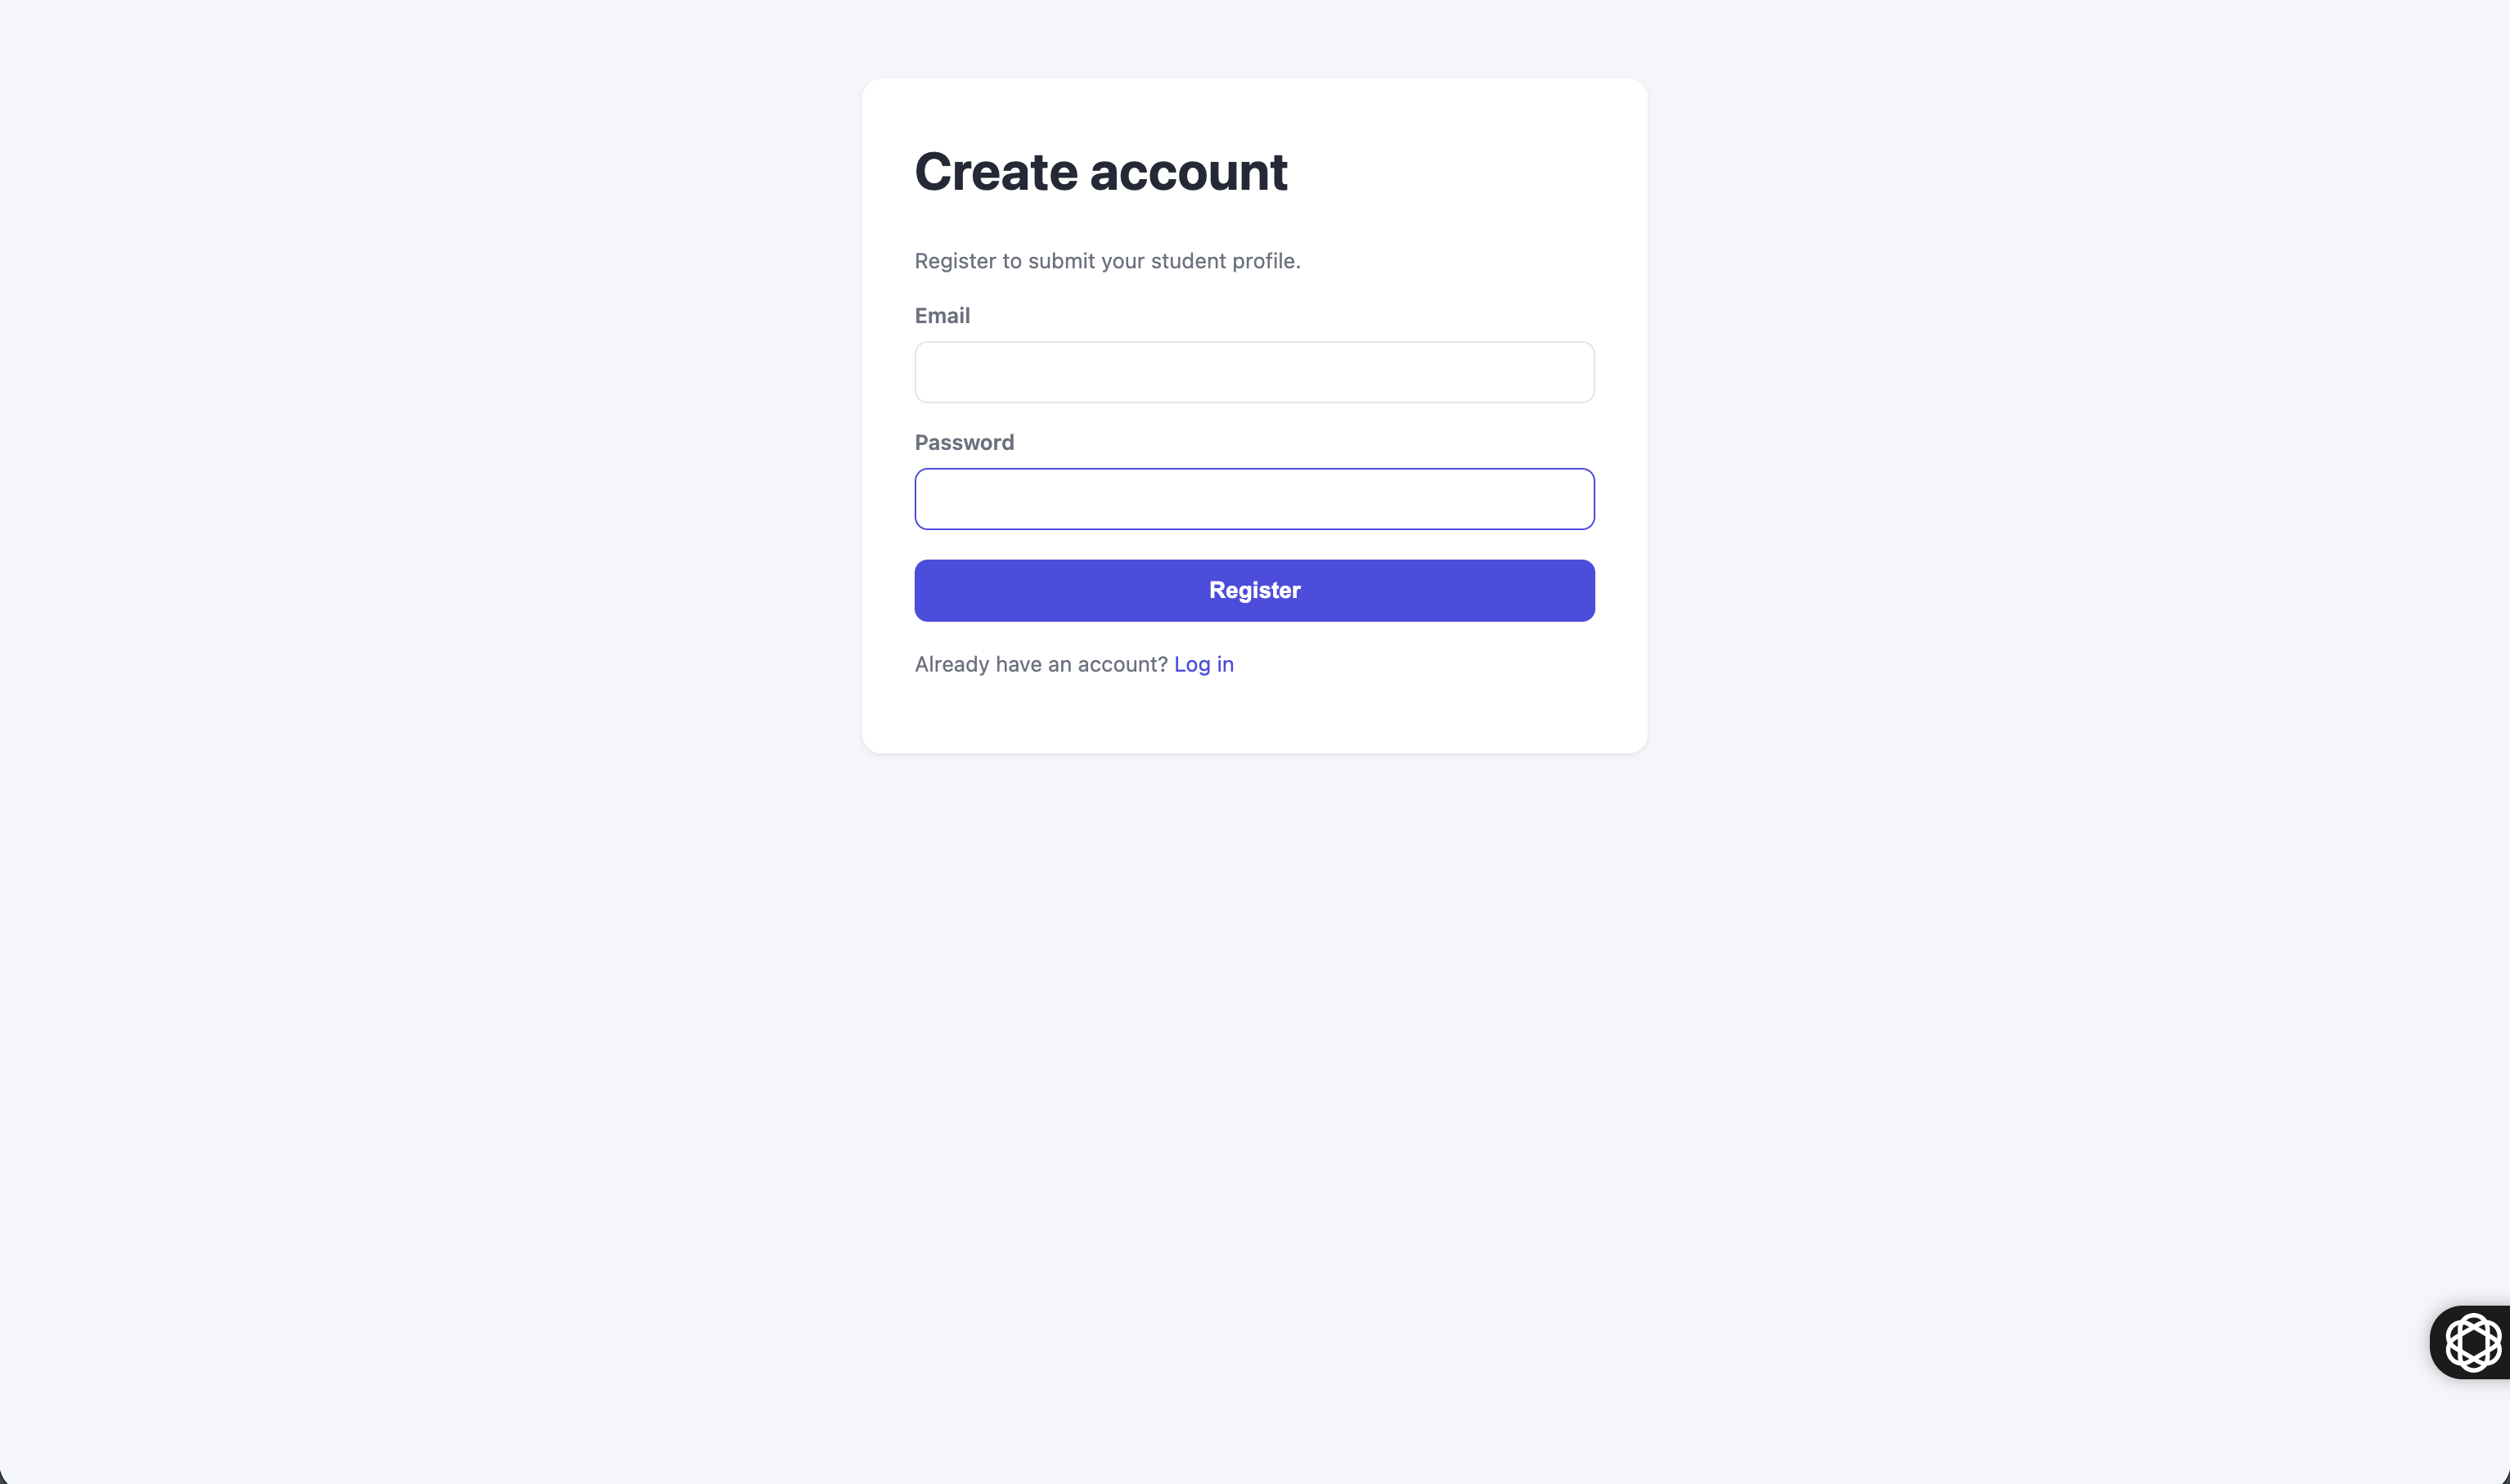 Create account
Register to submit your student profile.
Email
Password
Register
Already have an account? Log in